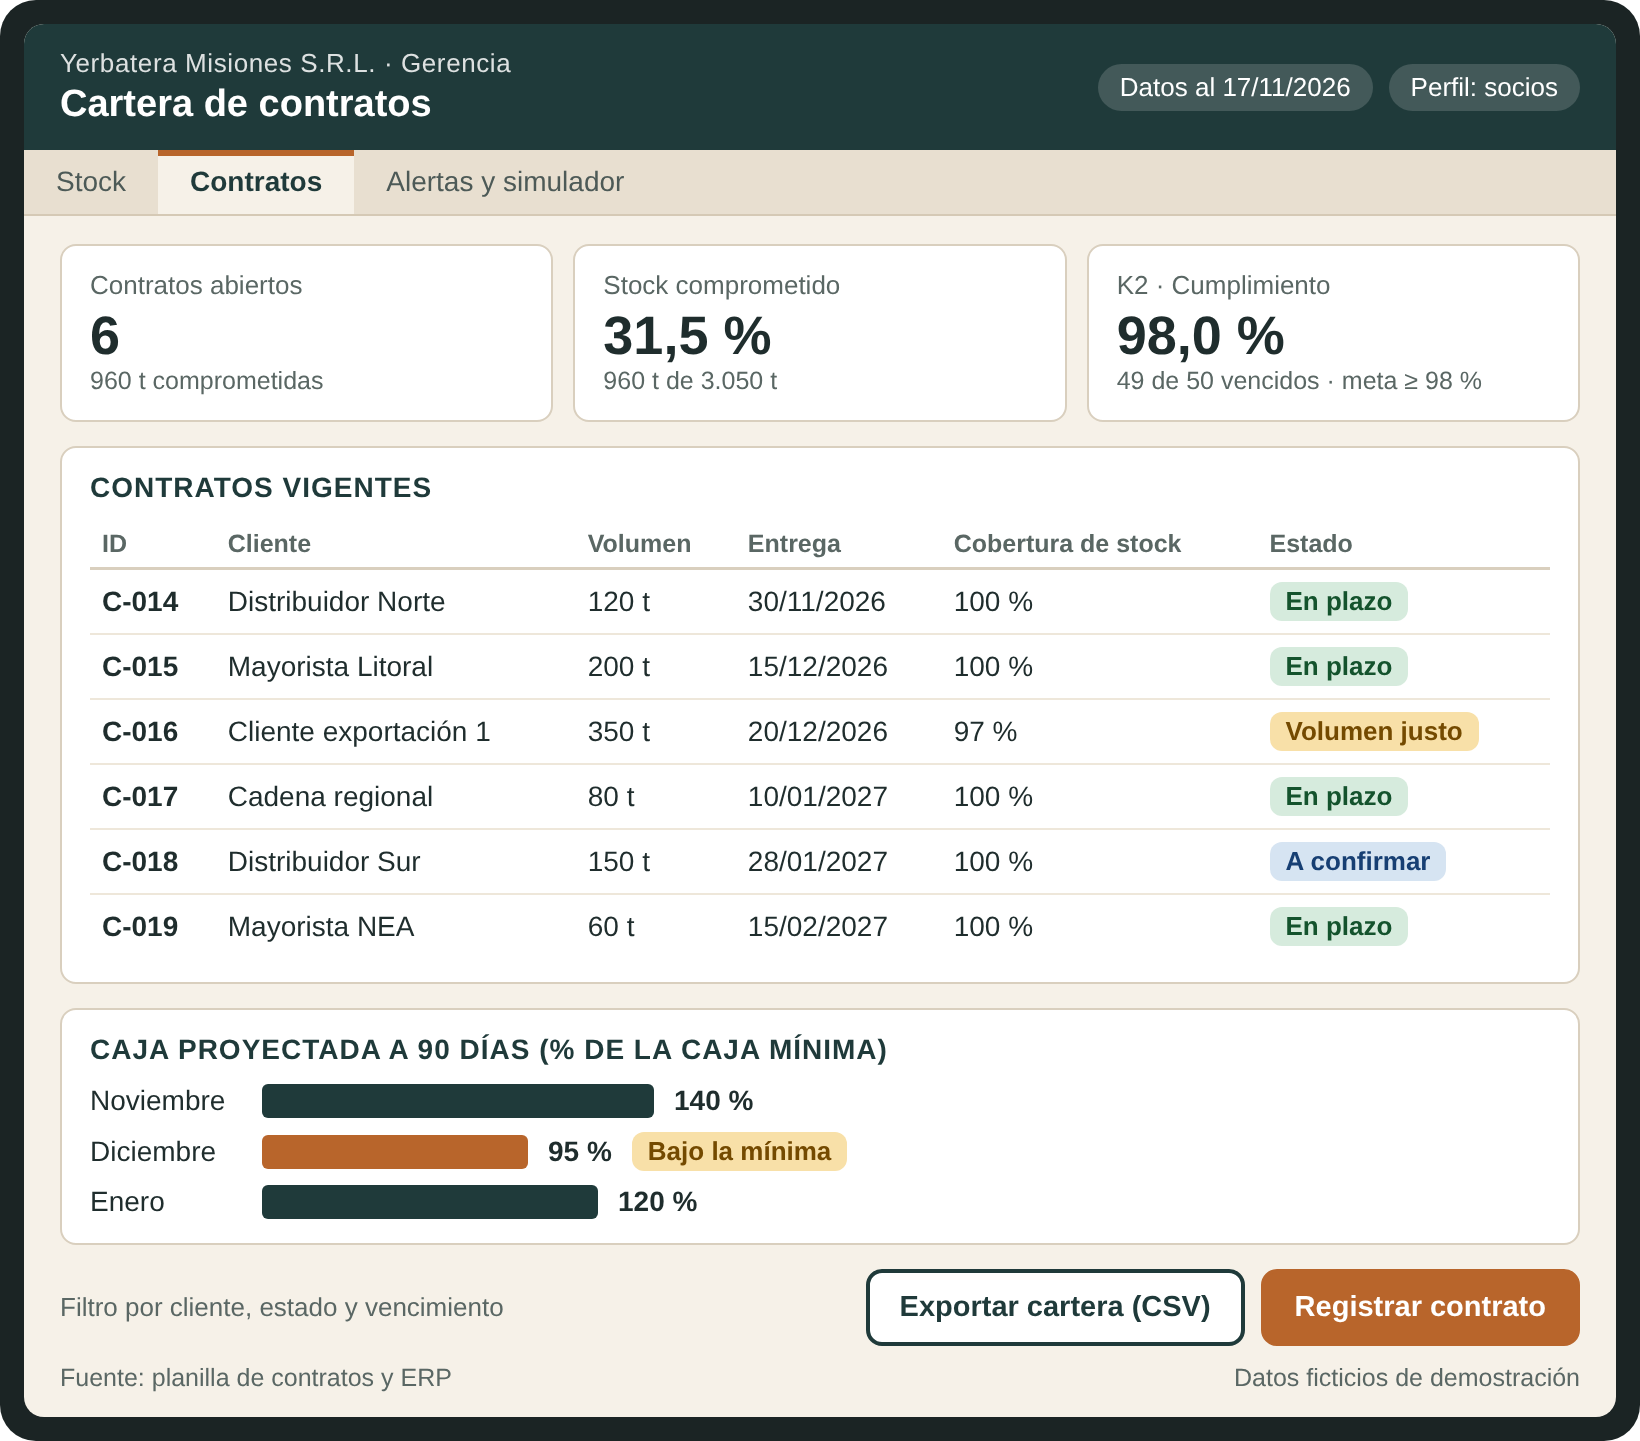 Yerbatera Misiones S.R.L. · Gerencia
Cartera de contratos
Datos al 17/11/2026
Perfil: socios
Stock
Contratos
Alertas y simulador
Contratos abiertos
6
960 t comprometidas
Stock comprometido
31,5 %
960 t de 3.050 t
K2 · Cumplimiento
98,0 %
49 de 50 vencidos · meta ≥ 98 %
CONTRATOS VIGENTES
ID Cliente Volumen Entrega Cobertura de stock Estado
C-014 Distribuidor Norte 120 t 30/11/2026 100 % En plazo
C-015 Mayorista Litoral 200 t 15/12/2026 100 % En plazo
C-016 Cliente exportación 1 350 t 20/12/2026 97 % Volumen justo
C-017 Cadena regional 80 t 10/01/2027 100 % En plazo
C-018 Distribuidor Sur 150 t 28/01/2027 100 % A confirmar
C-019 Mayorista NEA 60 t 15/02/2027 100 % En plazo
CAJA PROYECTADA A 90 DÍAS (% DE LA CAJA MÍNIMA)
Noviembre 140 %
Diciembre 95 % Bajo la mínima
Enero 120 %
Filtro por cliente, estado y vencimiento
Exportar cartera (CSV)
Registrar contrato
Fuente: planilla de contratos y ERP
Datos ficticios de demostración